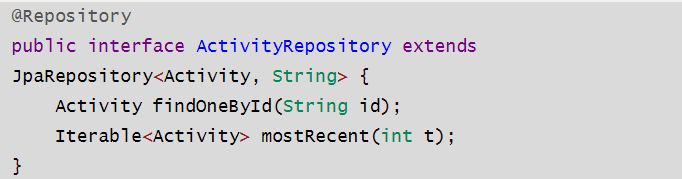 @Repository
public interface ActivityRepository extends
JpaRepository<Activity, String> {
    Activity findOneById(String id);
    Iterable<Activity> mostRecent(int t);
}